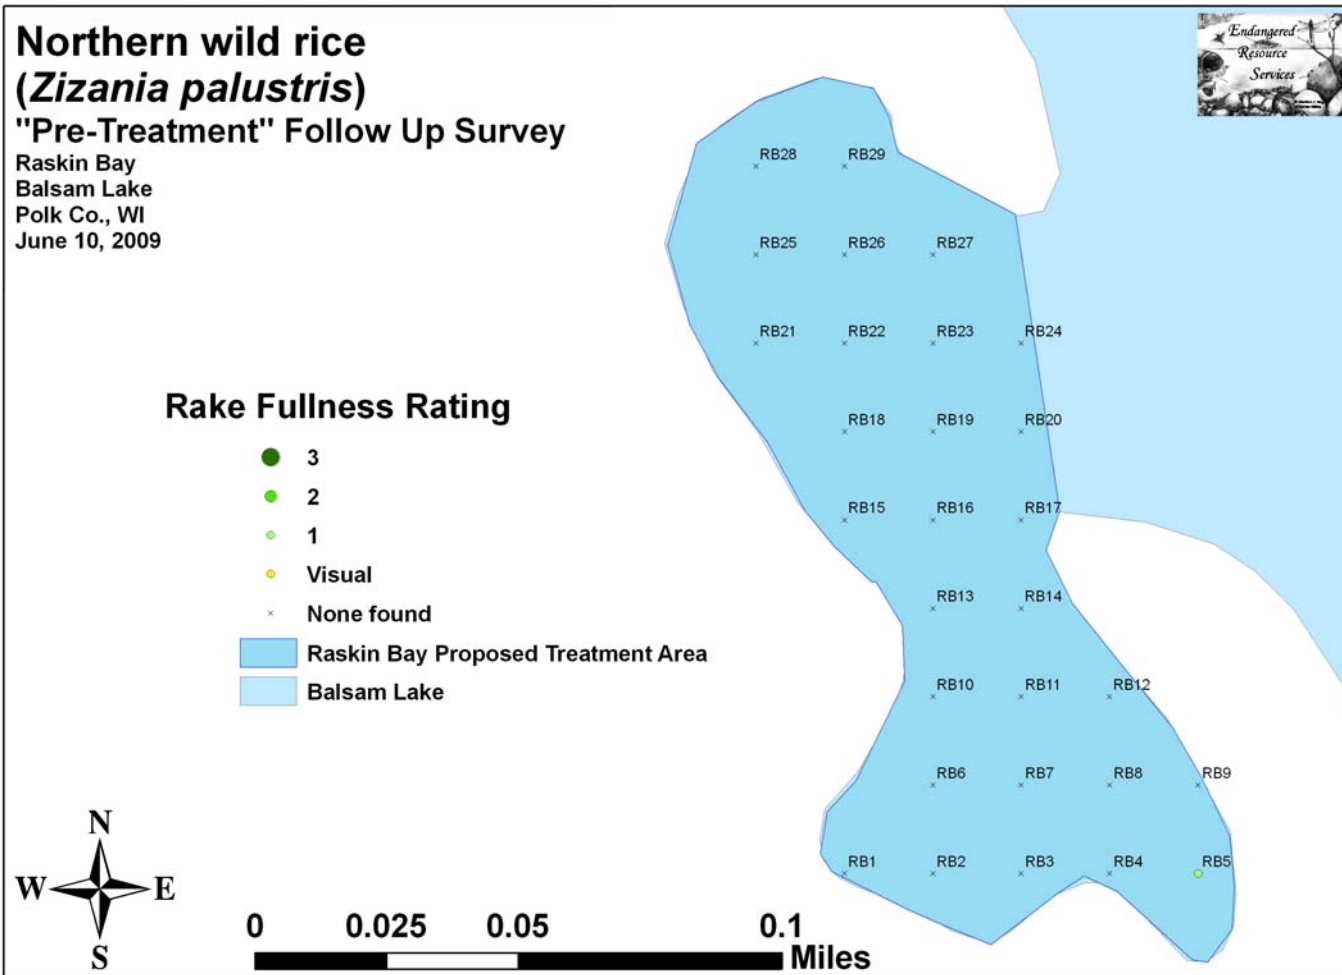 Northern wild rice
(Zizania palustris)
"Pre-Treatment" Follow Up Survey
Raskin Bay
Balsam Lake
Polk Co., WI
June 10, 2009
Endangered
Resource
Services
RB28 RB29
RB25 RB26 RB27
RB21 RB22 RB23 RB24
Rake Fullness Rating
3
2
1
Visual
None found
Raskin Bay Proposed Treatment Area
Balsam Lake
RB18 RB19 RB20
RB15 RB16 RB17
RB13 RB14
RB10 RB11 RB12
RB6 RB7 RB8 RB9
RB1 RB2 RB3 RB4 RB5
N
W E
S
0 0.025 0.05 0.1
Miles